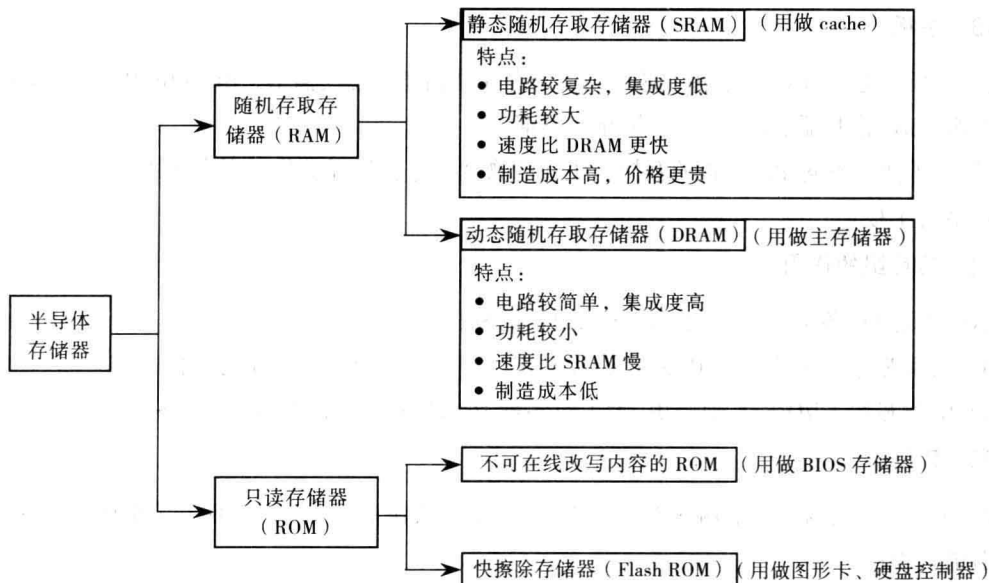 半导体
存储器
随机存取存
储器（RAM）
静态随机存取存储器（SRAM）（用做 cache）
特点：
● 电路较复杂，集成度低
● 功耗较大
● 速度比 DRAM 更快
● 制造成本高，价格更贵
动态随机存取存储器（DRAM）（用做主存储器）
特点：
● 电路较简单，集成度高
● 功耗较小
● 速度比 SRAM 慢
● 制造成本低
只读存储器
（ROM）
不可在线改写内容的 ROM（用做 BIOS 存储器）
快擦除存储器（Flash ROM）（用做图形卡、硬盘控制器）